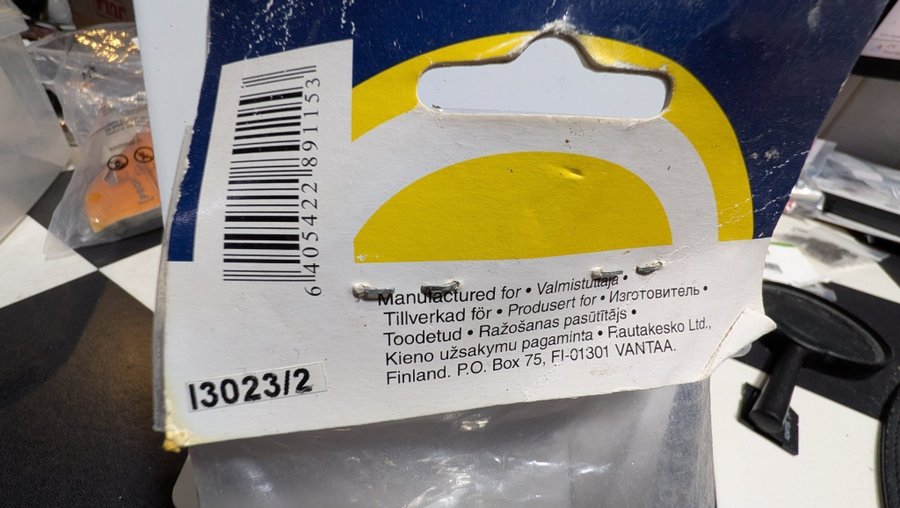 6 405422 891153
Manufactured for • Valmistuttaja •
Tillverkad för • Produsert for • Изготовитель •
Toodetud • Ražošanas pasūtītājs •
Kieno užsakymu pagaminta • Rautakesko Ltd.,
Finland. P.O. Box 75, FI-01301 VANTAA.
I3023/2